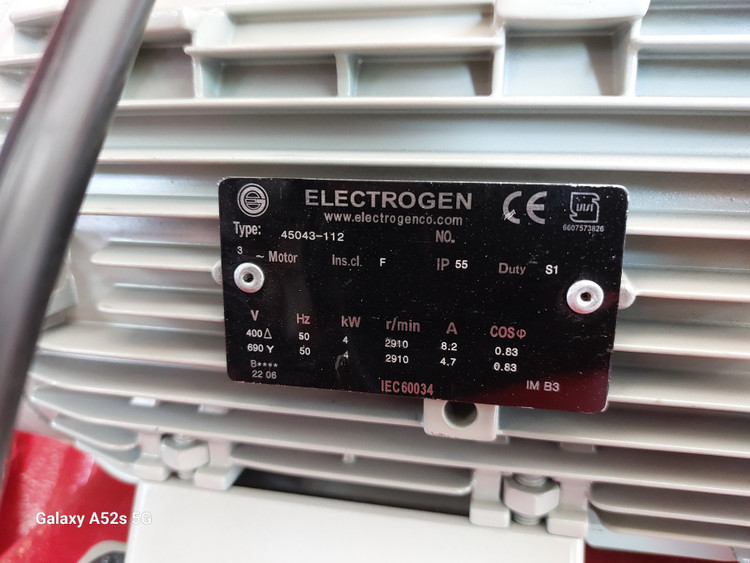 ELECTROGEN CE
www.electrogenco.com
6607573826
Type: 45043-112 NO.
3 ~ Motor Ins.cl. F IP 55 Duty S1
V Hz kW r/min A COSφ
400 Δ 50 4 2910 8.2 0.83
690 Y 50 4 2910 4.7 0.83
B****
22 06
IEC60034 IM B3
Galaxy A52s 5G